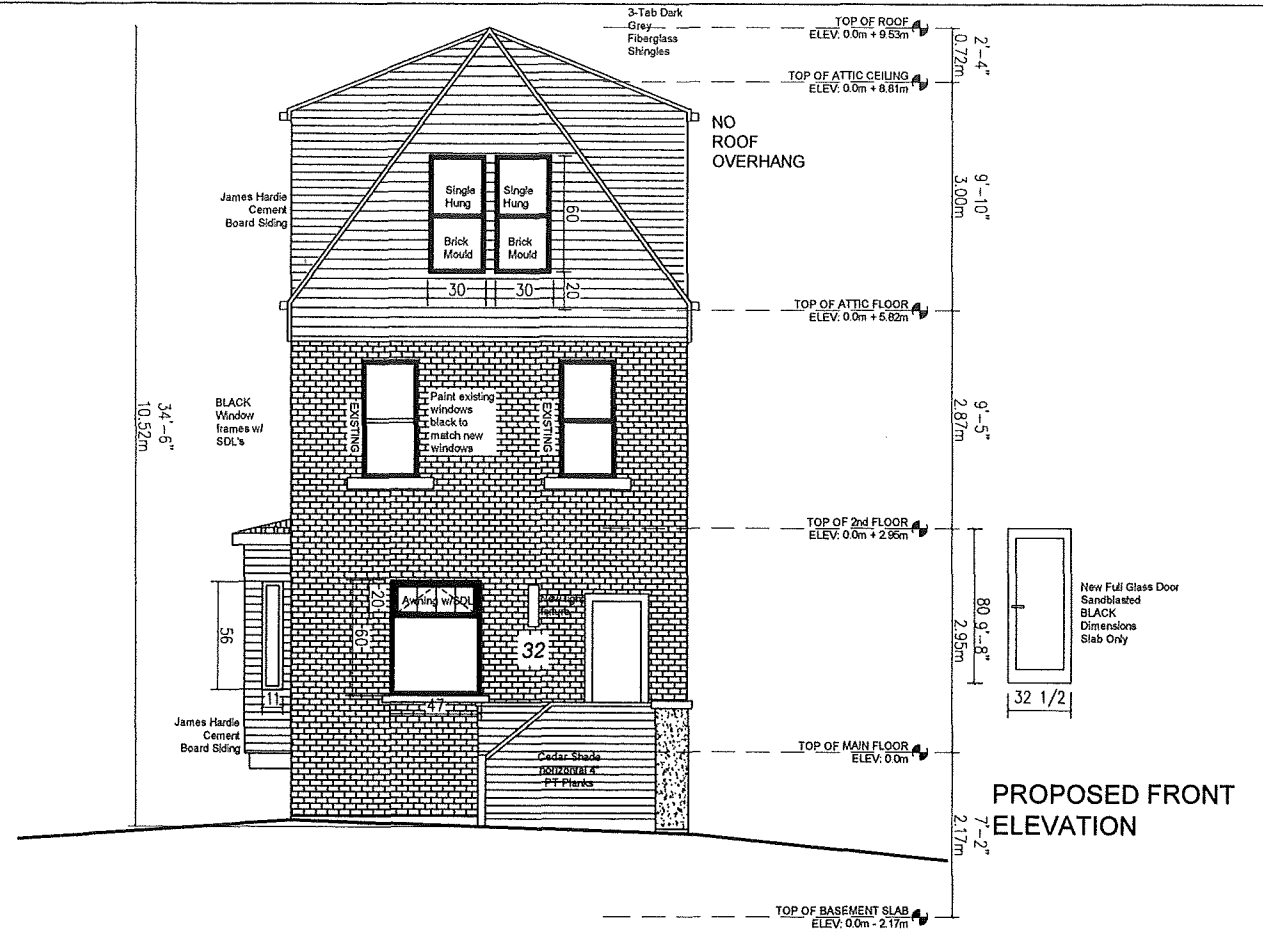 3-Tab Dark
Grey
Fiberglass
Shingles
TOP OF ROOF
ELEV: 0.0m + 9.53m
2'-4"
0.72m
TOP OF ATTIC CEILING
ELEV: 0.0m + 8.81m
NO
ROOF
OVERHANG
James Hardie
Cement
Board Siding
Single
Hung
Brick
Mould
Single
Hung
Brick
Mould
60
20
30
30
9'-10"
3.00m
TOP OF ATTIC FLOOR
ELEV: 0.0m + 5.82m
34'-6"
10.52m
BLACK
Window
frames w/
SDL's
EXISTING
Paint existing
windows
black to
match new
windows
EXISTING
9'-5"
2.87m
TOP OF 2nd FLOOR
ELEV: 0.0m + 2.95m
56
11
20
60
Awning w/SDL
47
New light
fixture
32
80
9'-8"
2.95m
New Full Glass Door
Sandblasted
BLACK
Dimensions
Slab Only
32 1/2
James Hardie
Cement
Board Siding
Cedar Shade
horizontal 4"
PT Planks
TOP OF MAIN FLOOR
ELEV: 0.0m
7'-2"
2.17m
PROPOSED FRONT
ELEVATION
TOP OF BASEMENT SLAB
ELEV: 0.0m - 2.17m